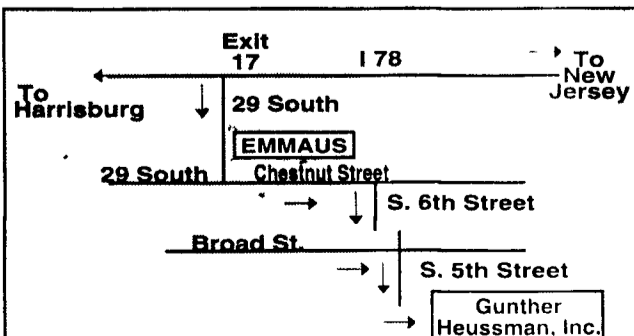 Exit
17
I 78
To
New
Jersey
To
Harrisburg
29 South
EMMAUS
29 South
Chestnut Street
S. 6th Street
Broad St.
S. 5th Street
Gunther
Heussman, Inc.